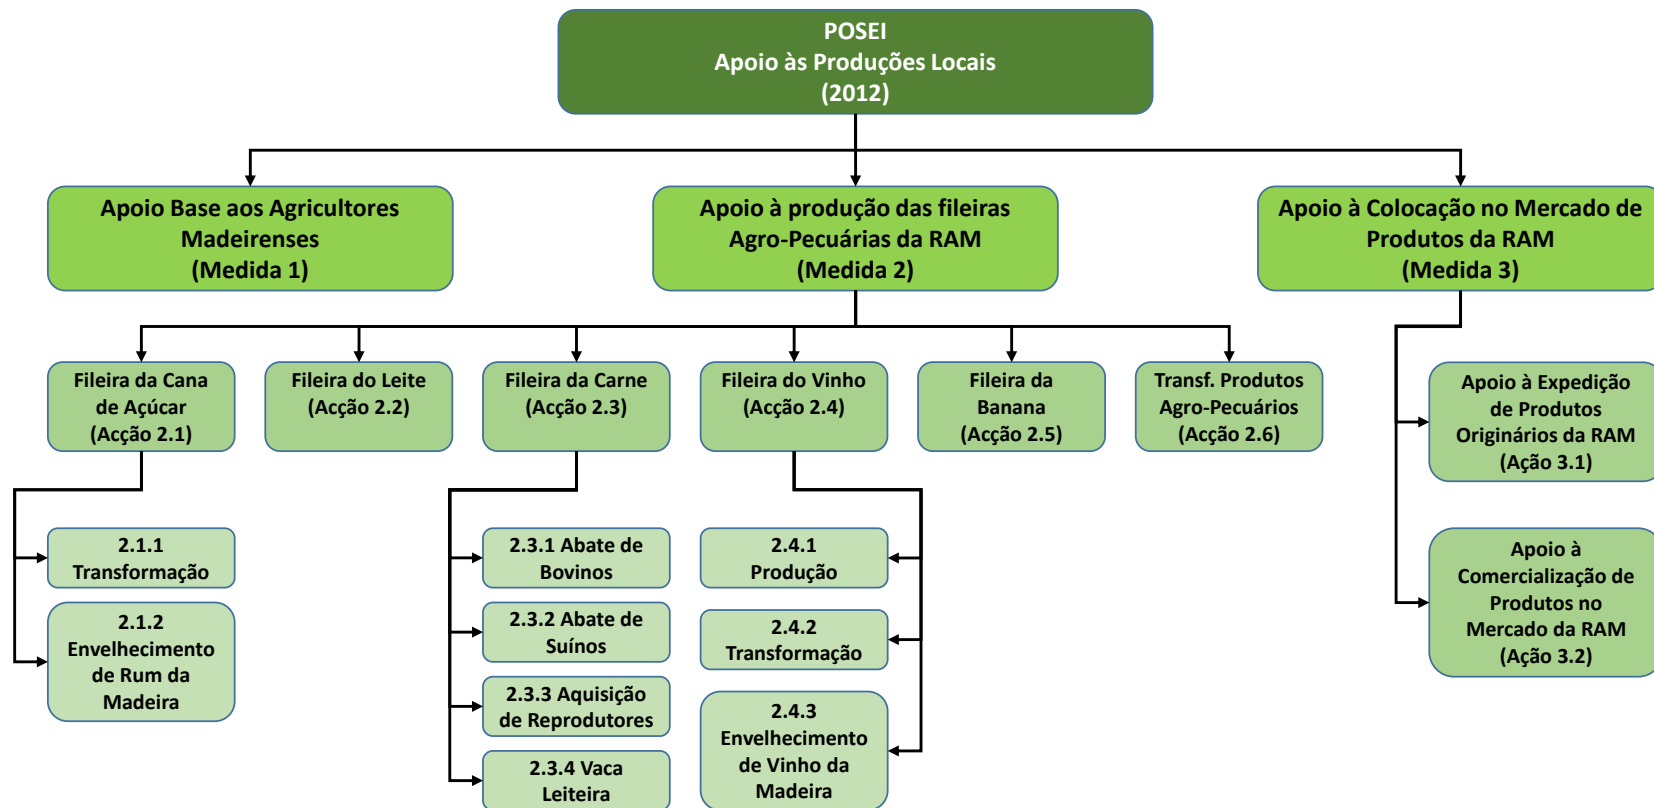 POSEI
Apoio às Produções Locais
(2012)
Apoio Base aos Agricultores
Madeirenses
(Medida 1)
Apoio à produção das fileiras
Agro-Pecuárias da RAM
(Medida 2)
Apoio à Colocação no Mercado de
Produtos da RAM
(Medida 3)
Fileira da Cana
de Açúcar
(Acção 2.1)
Fileira do Leite
(Acção 2.2)
Fileira da Carne
(Acção 2.3)
Fileira do Vinho
(Acção 2.4)
Fileira da
Banana
(Acção 2.5)
Transf. Produtos
Agro-Pecuários
(Acção 2.6)
Apoio à Expedição
de Produtos
Originários da RAM
(Ação 3.1)
Apoio à
Comercialização de
Produtos no
Mercado da RAM
(Ação 3.2)
2.1.1
Transformação
2.1.2
Envelhecimento
de Rum da
Madeira
2.3.1 Abate de
Bovinos
2.3.2 Abate de
Suínos
2.3.3 Aquisição
de Reprodutores
2.3.4 Vaca
Leiteira
2.4.1
Produção
2.4.2
Transformação
2.4.3
Envelhecimento
de Vinho da
Madeira